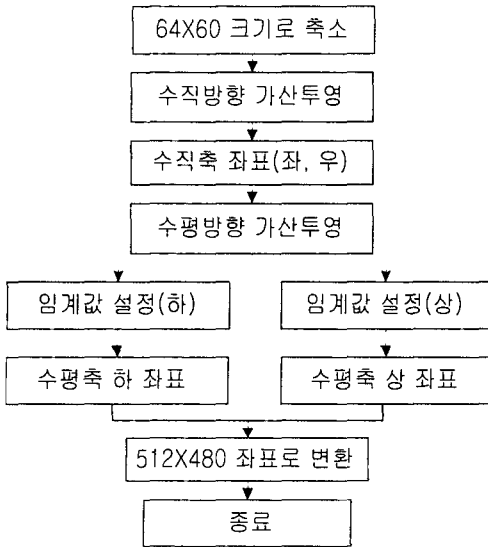 64X60 크기로 축소
수직방향 가산투영
수직축 좌표(좌, 우)
수평방향 가산투영
임계값 설정(하)
임계값 설정(상)
수평축 하 좌표
수평축 상 좌표
512X480 좌표로 변환
종료